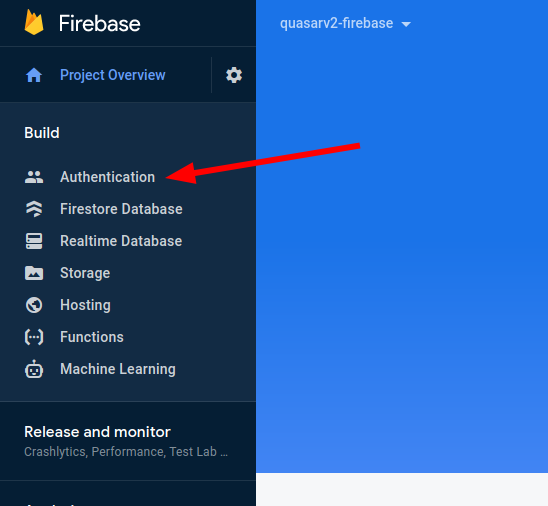 Firebase
quasarv2-firebase
Project Overview
Build
Authentication
Firestore Database
Realtime Database
Storage
Hosting
Functions
Machine Learning
Release and monitor
Crashlytics, Performance, Test Lab ...